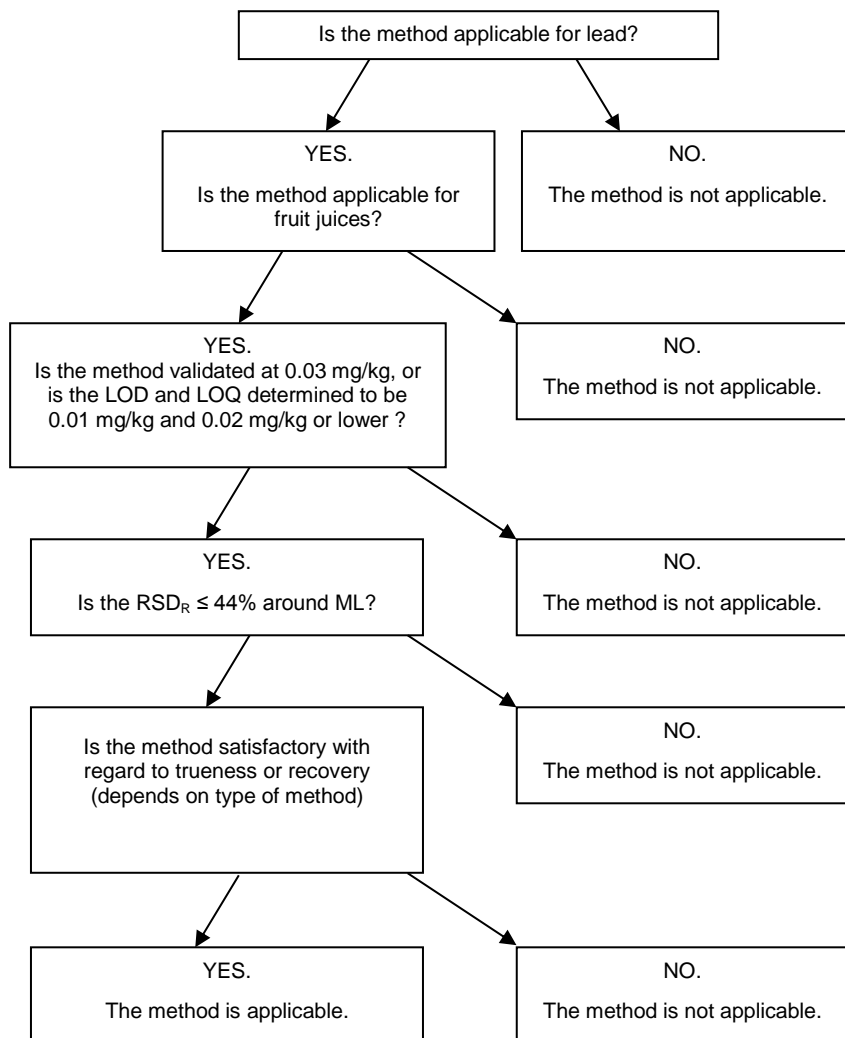 Is the method applicable for lead?
YES.
Is the method applicable for
fruit juices?
NO.
The method is not applicable.
YES.
Is the method validated at 0.03 mg/kg, or
is the LOD and LOQ determined to be
0.01 mg/kg and 0.02 mg/kg or lower ?
NO.
The method is not applicable.
YES.
Is the RSDR ≤ 44% around ML?
NO.
The method is not applicable.
Is the method satisfactory with
regard to trueness or recovery
(depends on type of method)
NO.
The method is not applicable.
YES.
The method is applicable.
NO.
The method is not applicable.